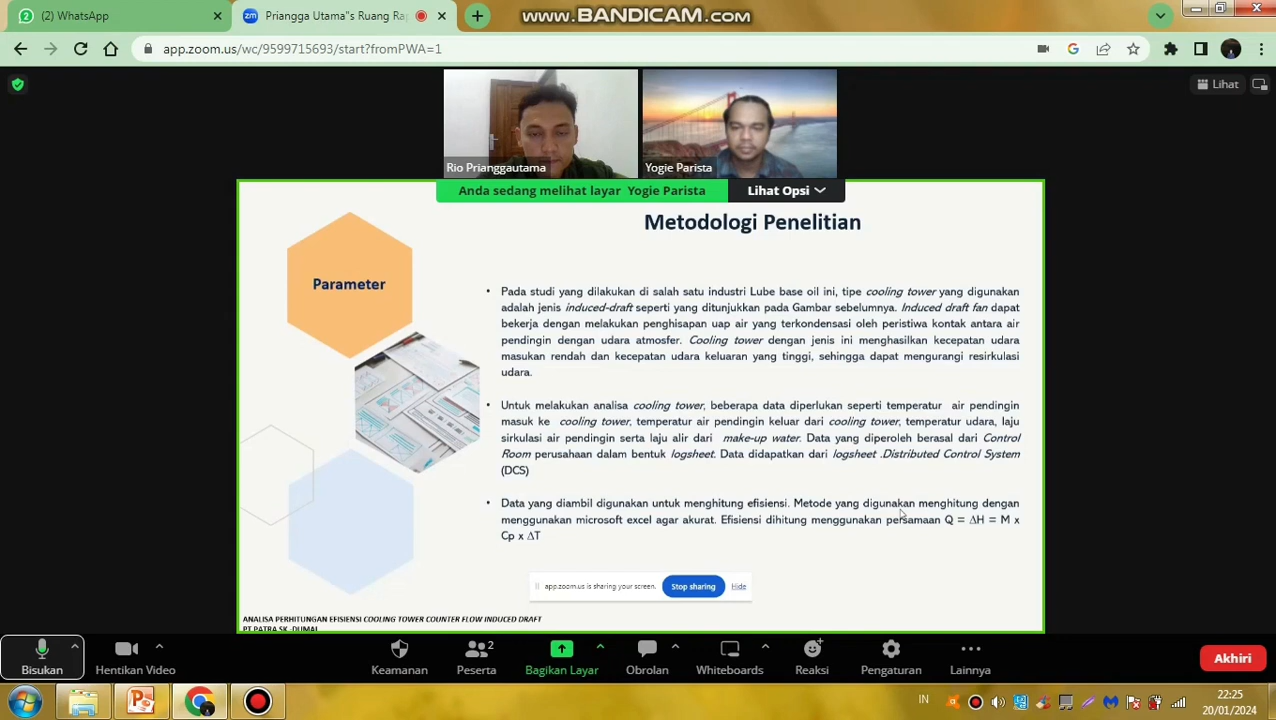 (2) WhatsApp
Priangga Utama"s Ruang Rap
www.BANDICAM.com
app.zoom.us/wc/9599715693/start?fromPWA=1
Lihat
Rio Prianggautama
Yogie Parista
Anda sedang melihat layar Yogie Parista
Lihat Opsi
Metodologi Penelitian
Parameter
• Pada studi yang dilakukan di salah satu industri Lube base oil ini, tipe cooling tower yang digunakan
adalah jenis induced-draft seperti yang ditunjukkan pada Gambar sebelumnya. Induced draft fan dapat
bekerja dengan melakukan penghisapan uap air yang terkondensasi oleh peristiwa kontak antara air
pendingin dengan udara atmosfer. Cooling tower dengan jenis ini menghasilkan kecepatan udara
masukan rendah dan kecepatan udara keluaran yang tinggi, sehingga dapat mengurangi resirkulasi
udara.
• Untuk melakukan analisa cooling tower, beberapa data diperlukan seperti temperatur air pendingin
masuk ke cooling tower, temperatur air pendingin keluar dari cooling tower, temperatur udara, laju
sirkulasi air pendingin serta laju alir dari make-up water. Data yang diperoleh berasal dari Control
Room perusahaan dalam bentuk logsheet. Data didapatkan dari logsheet .Distributed Control System
(DCS)
• Data yang diambil digunakan untuk menghitung efisiensi. Metode yang digunakan menghitung dengan
menggunakan microsoft excel agar akurat. Efisiensi dihitung menggunakan persamaan Q = ΔH = M x
Cp x ΔT
app.zoom.us is sharing your screen. Stop sharing Hide
ANALISA PERHITUNGAN EFISIENSI COOLING TOWER COUNTER FLOW INDUCED DRAFT
PT PATRA SK -DUMAI
2
Bisukan Hentikan Video Keamanan Peserta Bagikan Layar Obrolan Whiteboards Reaksi Pengaturan Lainnya Akhiri
IN
22:25
20/01/2024